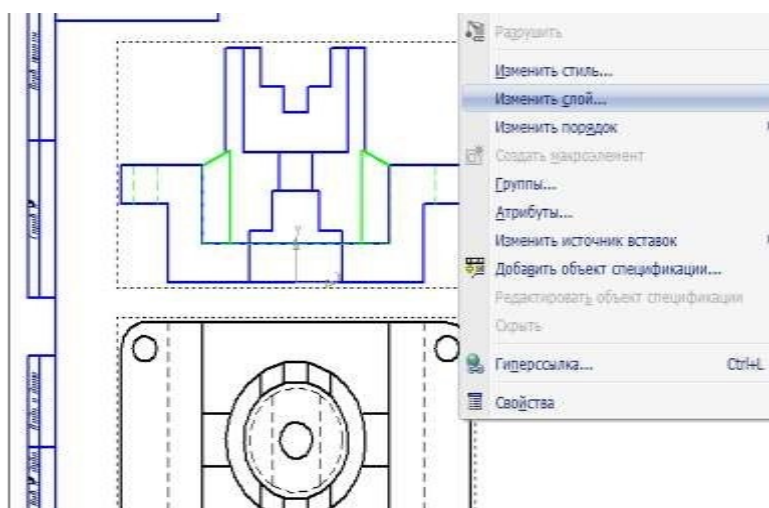 Разрушить
Изменить стиль...
Изменить слой...
Изменить порядок
Создать макроэлемент
Группы...
Атрибуты...
Изменить источник вставок
Добавить объект спецификации...
Редактировать объект спецификации
Скрыть
Гиперссылка... Ctrl+L
Свойства